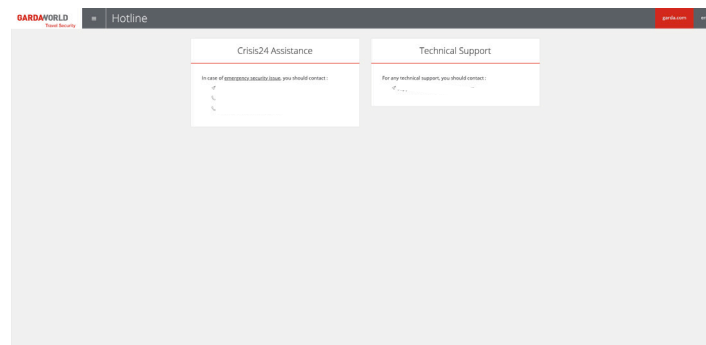 GARDAWORLD
Travel Security
≡ Hotline
garda.com
Crisis24 Assistance
In case of emergency security issue, you should contact :
Technical Support
For any technical support, you should contact :